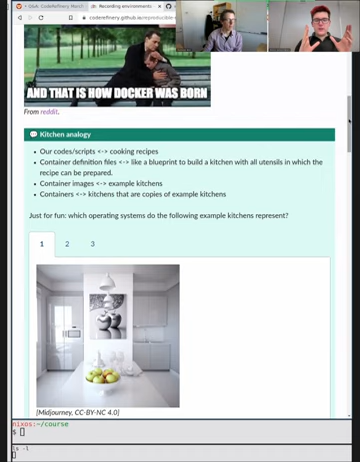 Q&A: CodeRefinery March
Recording environments
coderefinery.github.io/reproducible-
AND THAT IS HOW DOCKER WAS BORN
From reddit.
Kitchen analogy
• Our codes/scripts <-> cooking recipes
• Container definition files <-> like a blueprint to build a kitchen with all utensils in which the
recipe can be prepared.
• Container images <-> example kitchens
• Containers <-> kitchens that are copies of example kitchens
Just for fun: which operating systems do the following example kitchens represent?
1 2 3
[Midjourney, CC-BY-NC 4.0]
nixos:~/course
$
ls -l